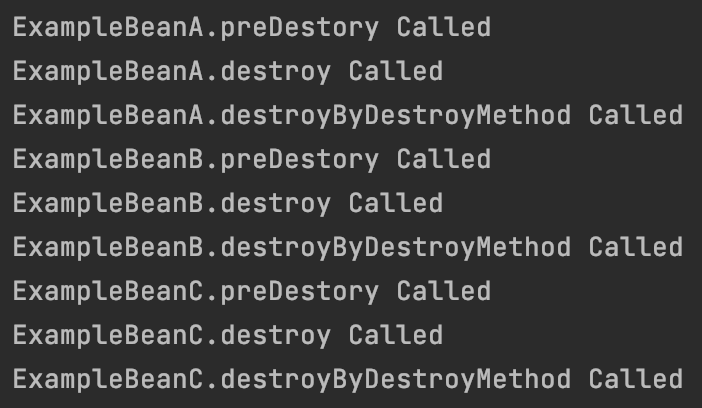 ExampleBeanA.preDestory Called
ExampleBeanA.destroy Called
ExampleBeanA.destroyByDestroyMethod Called
ExampleBeanB.preDestory Called
ExampleBeanB.destroy Called
ExampleBeanB.destroyByDestroyMethod Called
ExampleBeanC.preDestory Called
ExampleBeanC.destroy Called
ExampleBeanC.destroyByDestroyMethod Called